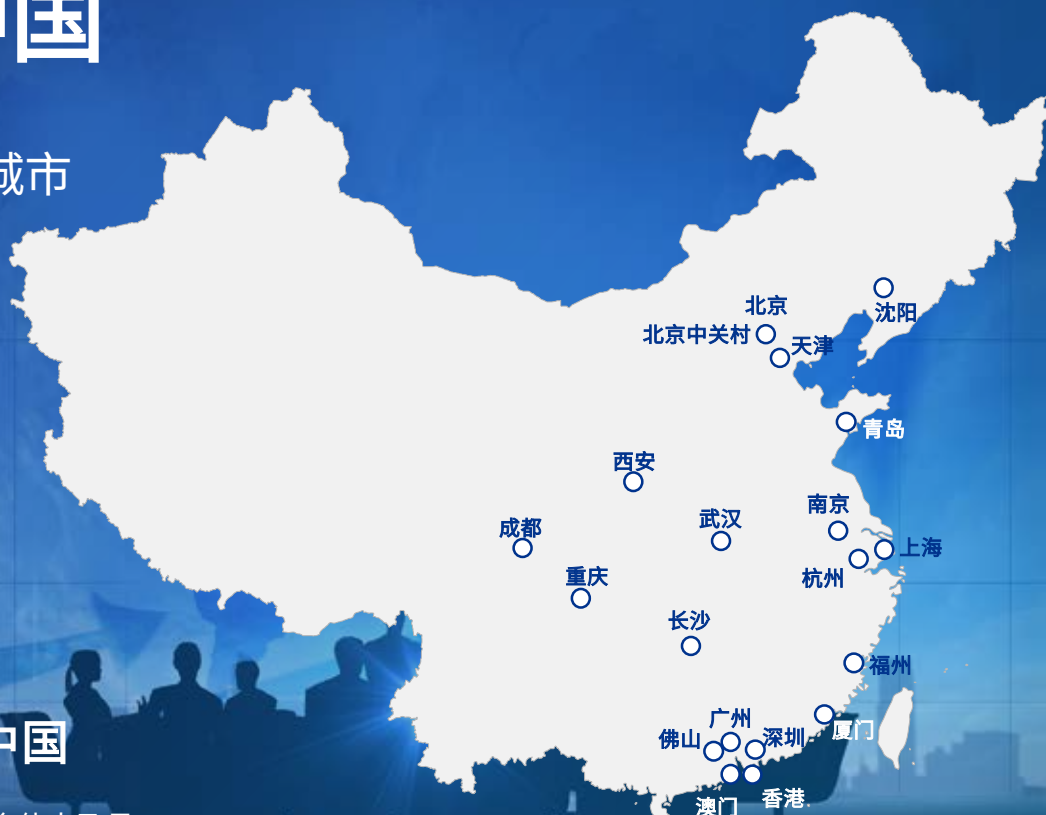 中国
城市
北京
沈阳
北京中关村
天津
青岛
西安
南京
武汉
成都
上海
重庆
杭州
长沙
福州
广州
厦门
佛山
深圳
中国
香港
澳门